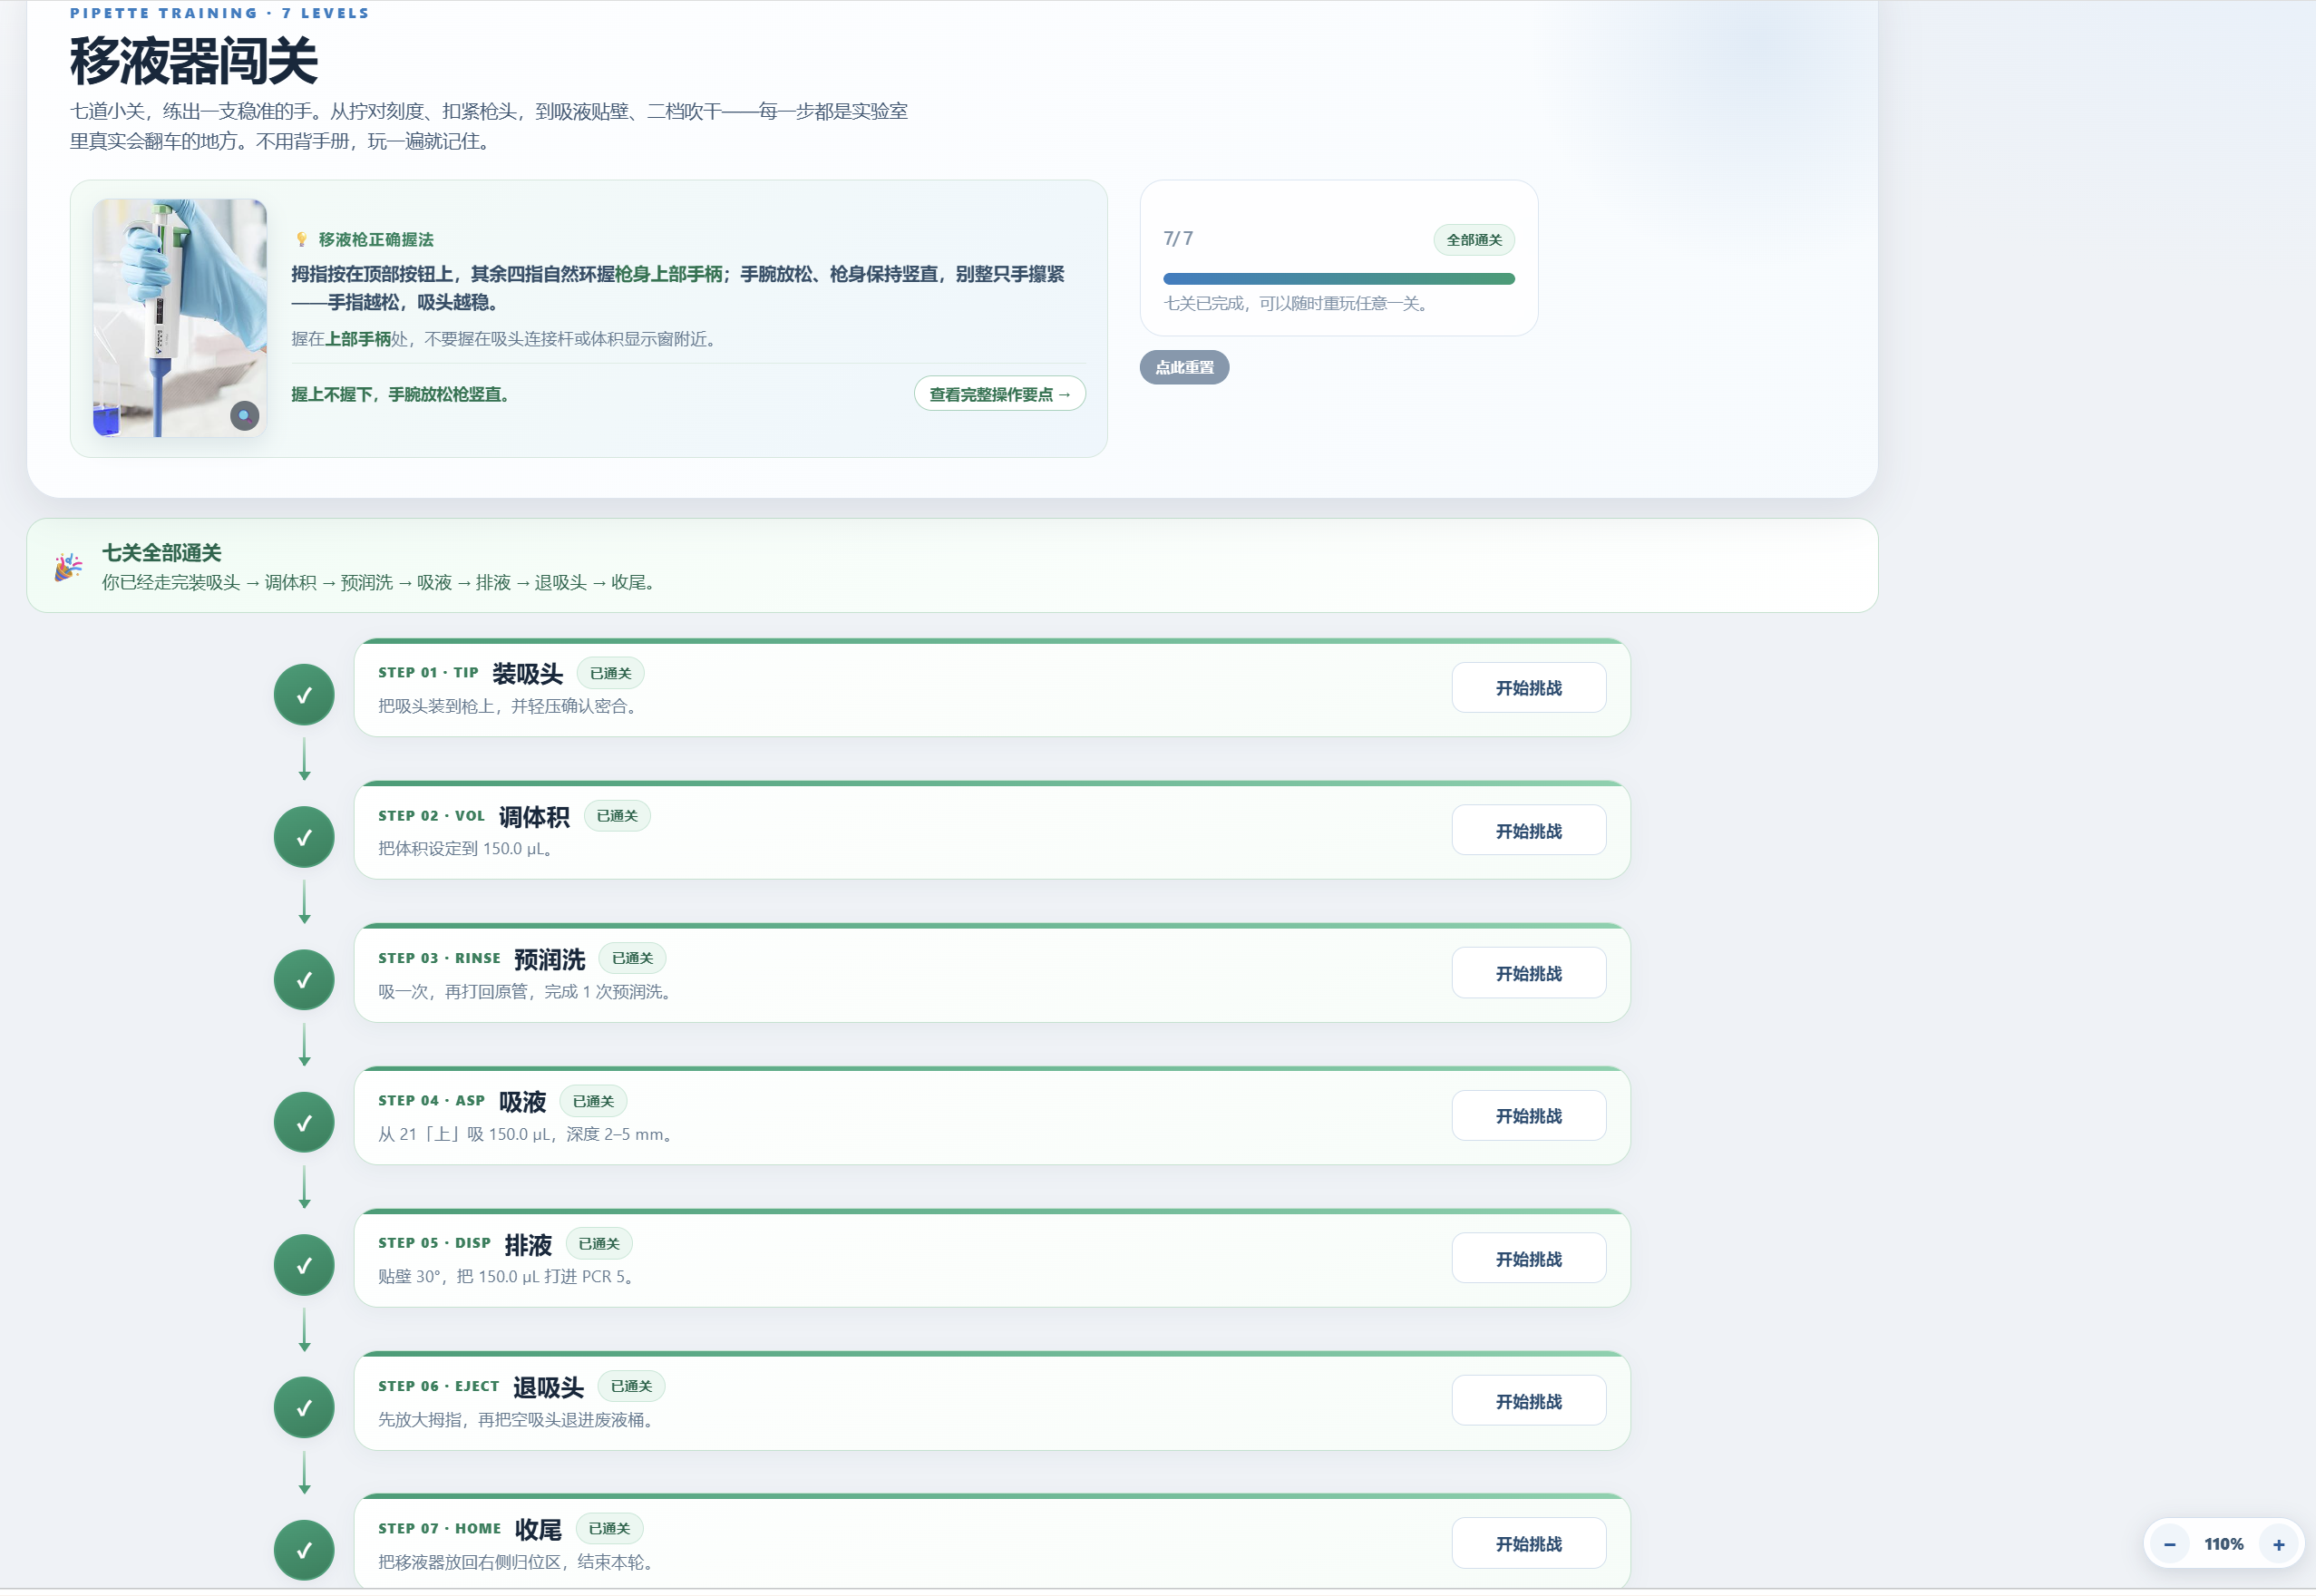 PIPETTE TRAINING · 7 LEVELS
移液器闯关
七道小关，练出一支稳准的手。从拧对刻度、扣紧枪头，到吸液贴壁、二档吹干——每一步都是实验室
里真实会翻车的地方。不用背手册，玩一遍就记住。
移液枪正确握法
拇指按在顶部按钮上，其余四指自然环握枪身上部手柄；手腕放松、枪身保持竖直，别整只手攥紧
——手指越松，吸头越稳。
握在上部手柄处，不要握在吸头连接杆或体积显示窗附近。
握上不握下，手腕放松枪竖直。
查看完整操作要点 →
7/7
全部通关
七关已完成，可以随时重玩任意一关。
点此重置
七关全部通关
你已经走完装吸头 → 调体积 → 预润洗 → 吸液 → 排液 → 退吸头 → 收尾。
STEP 01 · TIP 装吸头 已通关
把吸头装到枪上，并轻压确认密合。
开始挑战
STEP 02 · VOL 调体积 已通关
把体积设定到 150.0 μL。
开始挑战
STEP 03 · RINSE 预润洗 已通关
吸一次，再打回原管，完成 1 次预润洗。
开始挑战
STEP 04 · ASP 吸液 已通关
从 21「上」吸 150.0 μL，深度 2–5 mm。
开始挑战
STEP 05 · DISP 排液 已通关
贴壁 30°，把 150.0 μL 打进 PCR 5。
开始挑战
STEP 06 · EJECT 退吸头 已通关
先放大拇指，再把空吸头退进废液桶。
开始挑战
STEP 07 · HOME 收尾 已通关
把移液器放回右侧归位区，结束本轮。
开始挑战
− 110% +